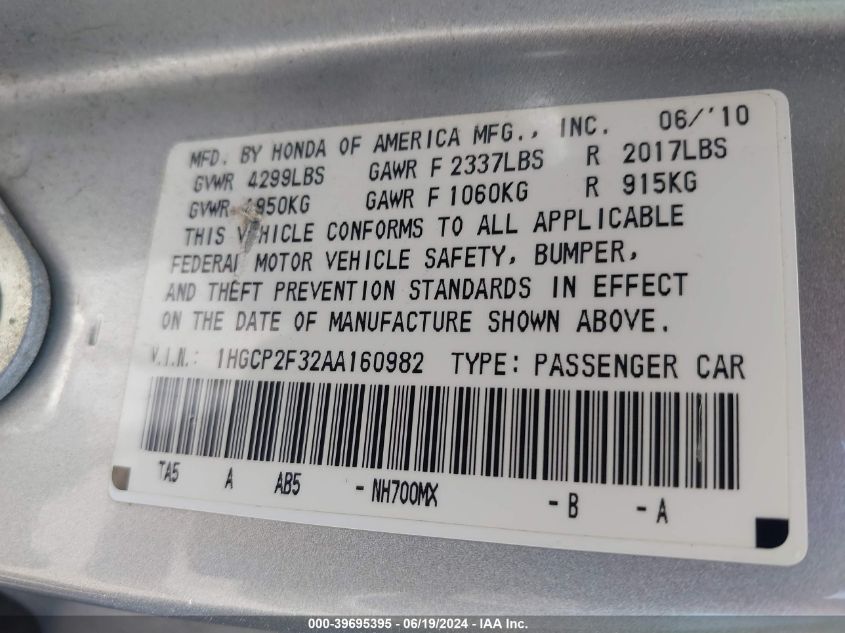 MFD. BY HONDA OF AMERICA MFG., INC. 06/'10
GVWR 4299LBS GAWR F 2337LBS R 2017LBS
GVWR 1950KG GAWR F 1060KG R 915KG
THIS VEHICLE CONFORMS TO ALL APPLICABLE
FEDERAL MOTOR VEHICLE SAFETY, BUMPER,
AND THEFT PREVENTION STANDARDS IN EFFECT
ON THE DATE OF MANUFACTURE SHOWN ABOVE.
V.I.N.: 1HGCP2F32AA160982 TYPE: PASSENGER CAR
TA5 A AB5 -NH700MX -B -A
000-39695395 - 06/19/2024 - IAA Inc.